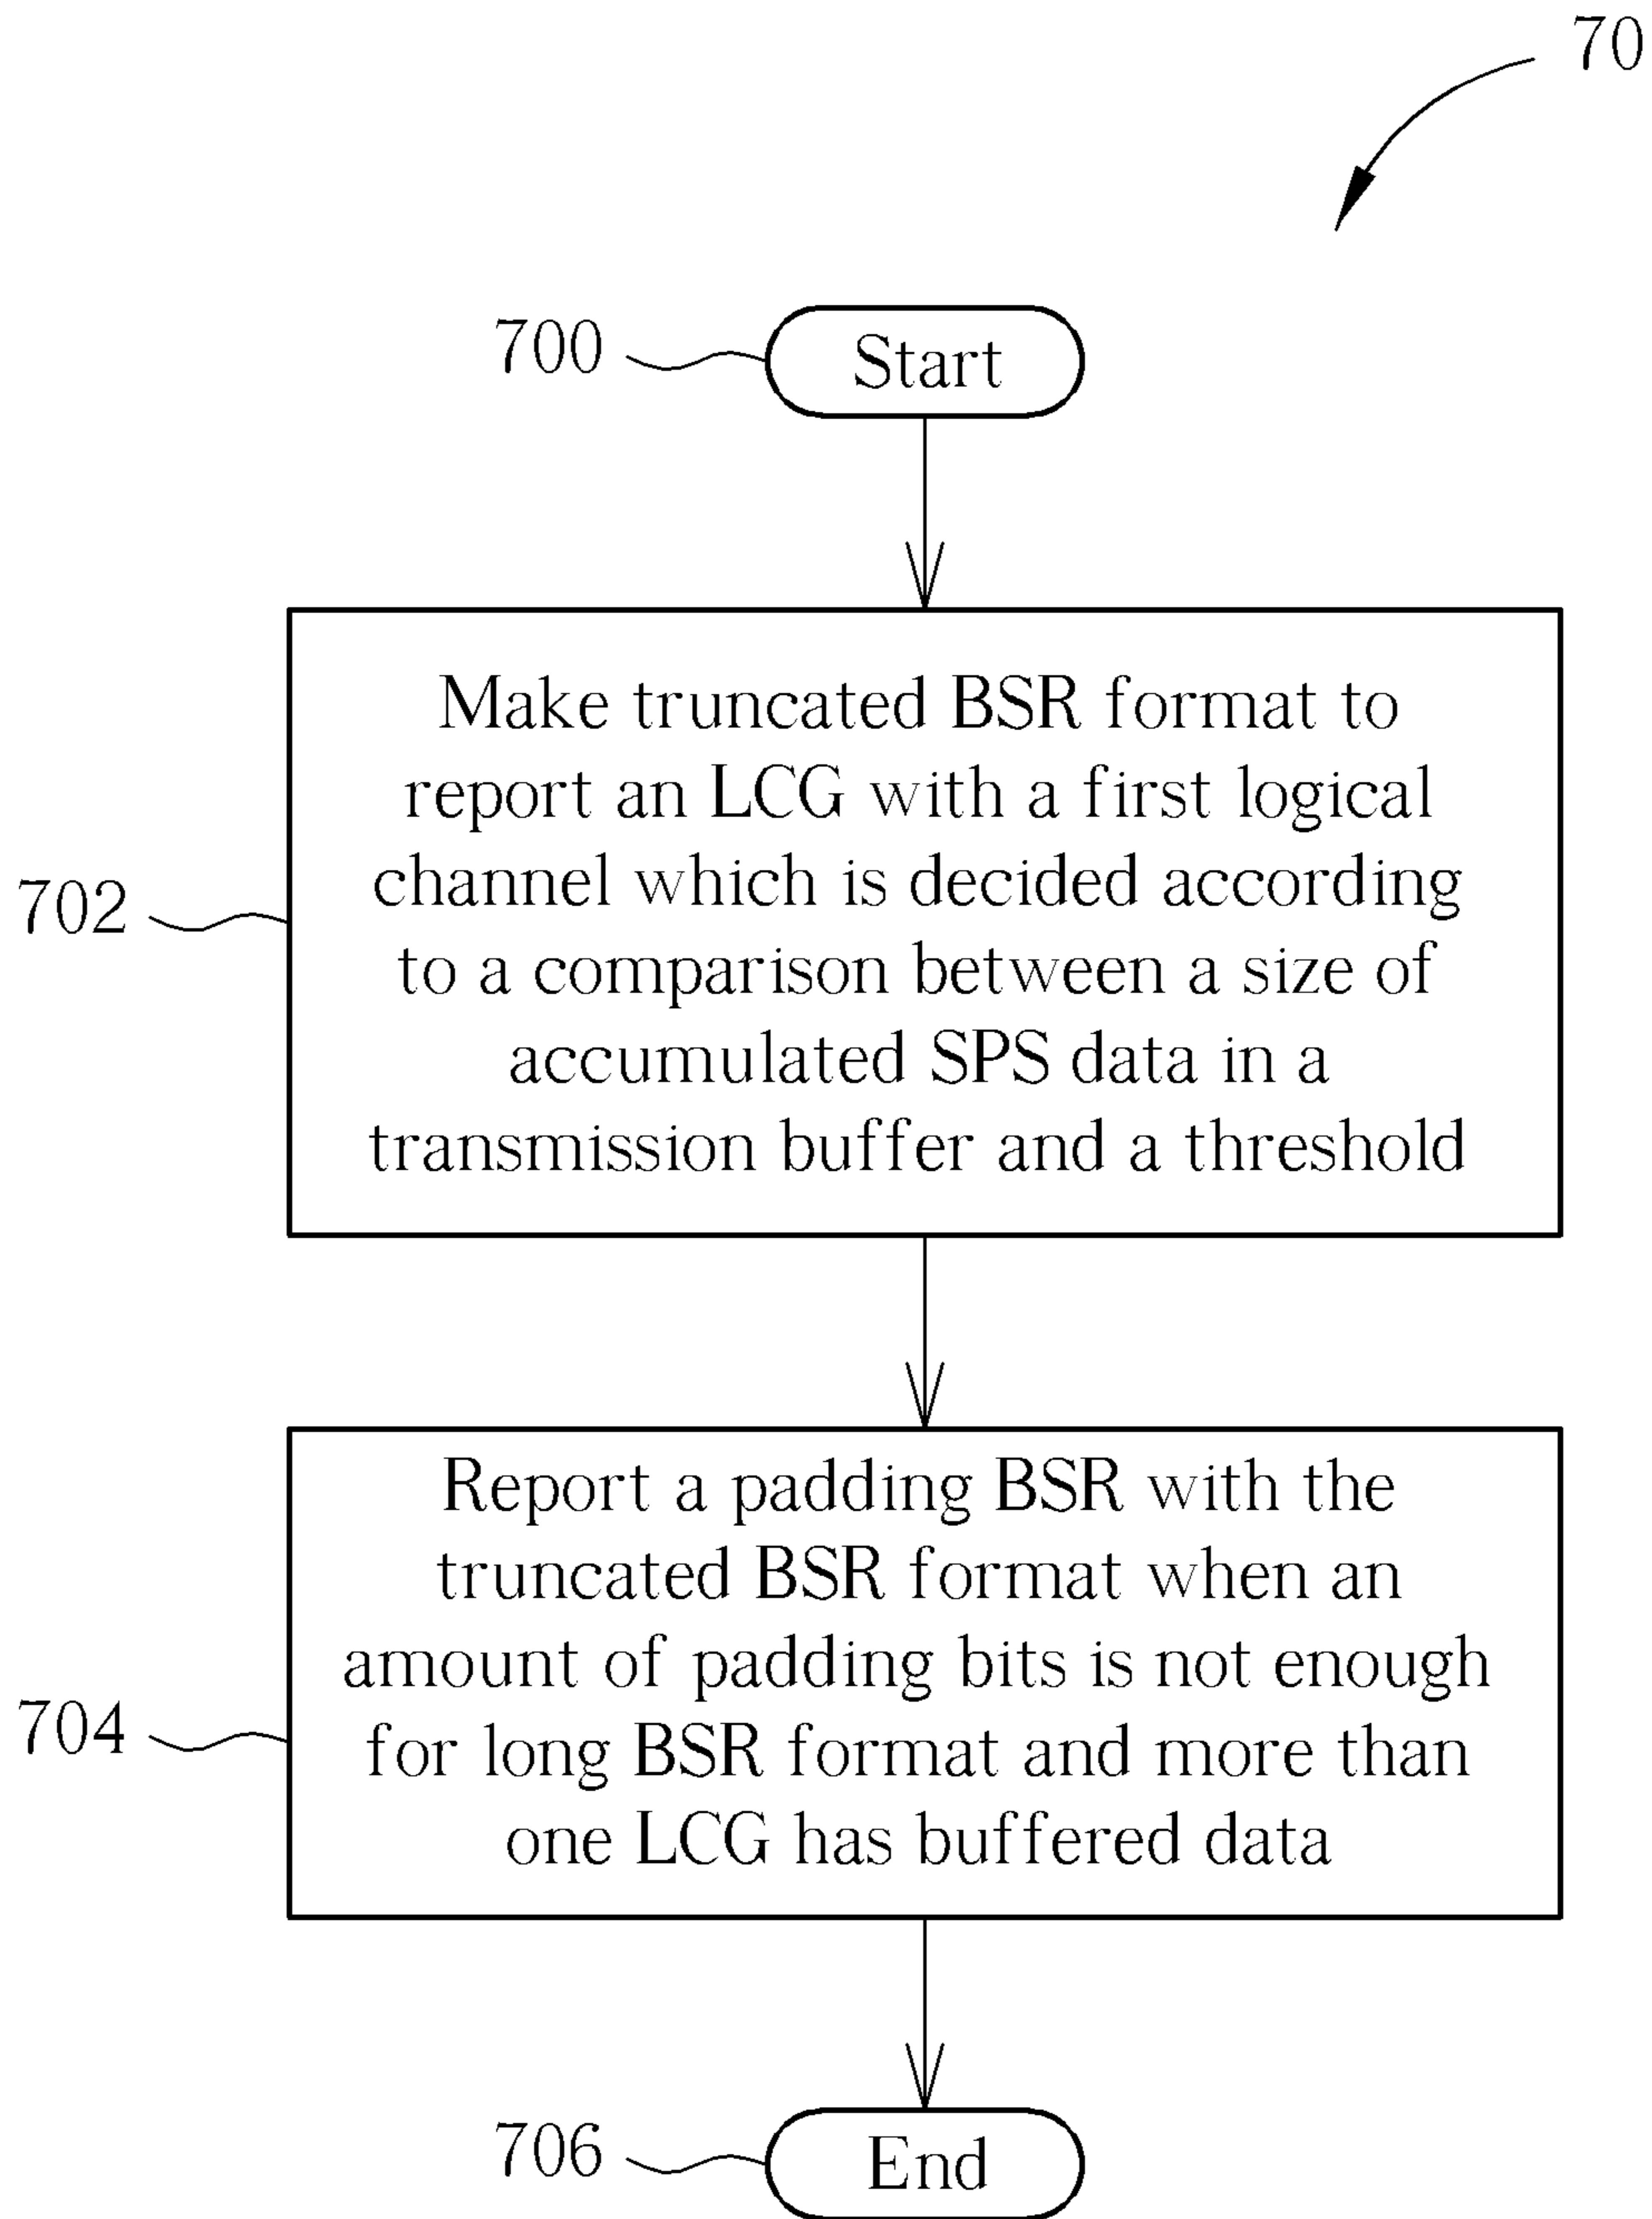 70
700
Start
Make truncated BSR format to
report an LCG with a first logical
channel which is decided according
to a comparison between a size of
accumulated SPS data in a
transmission buffer and a threshold
702
Report a padding BSR with the
truncated BSR format when an
amount of padding bits is not enough
for long BSR format and more than
one LCG has buffered data
704
706
End